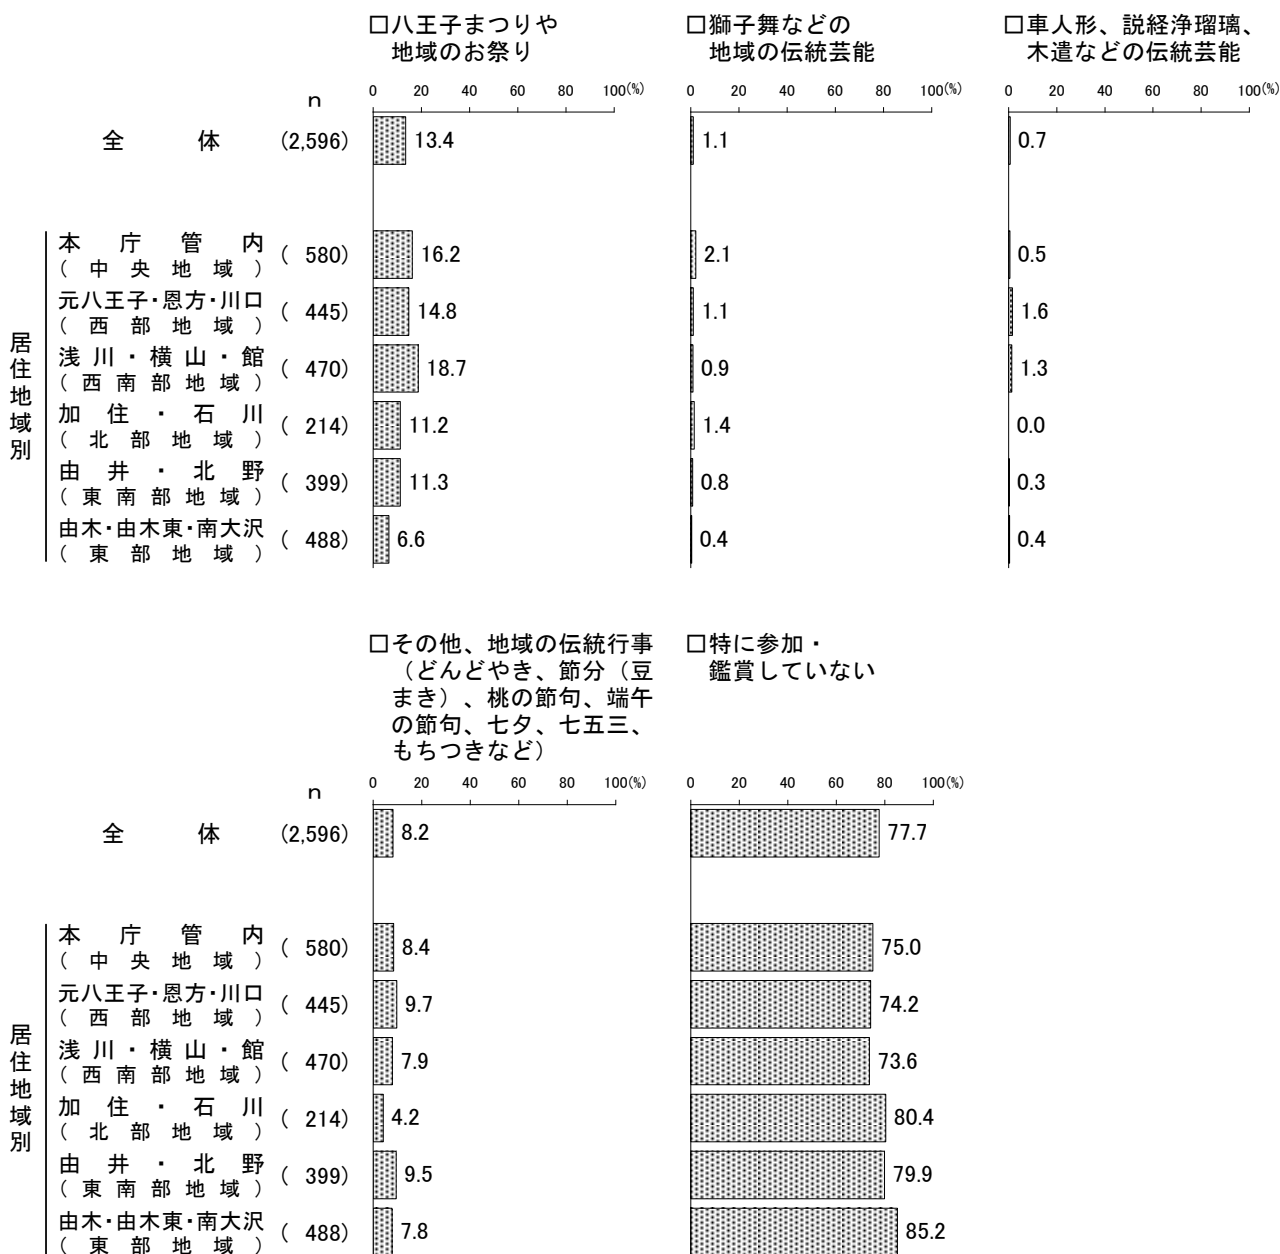 □八王子まつりや
地域のお祭り
□獅子舞などの
地域の伝統芸能
□車人形、説経浄瑠璃、
木遣などの伝統芸能
n
0 20 40 60 80 100(%)
0 20 40 60 80 100(%)
0 20 40 60 80 100(%)
全体 (2,596) 13.4 1.1 0.7
居住地域別
本庁管内
(中央地域) ( 580) 16.2 2.1 0.5
元八王子・恩方・川口
(西部地域) ( 445) 14.8 1.1 1.6
浅川・横山・館
(西南部地域) ( 470) 18.7 0.9 1.3
加住・石川
(北部地域) ( 214) 11.2 1.4 0.0
由井・北野
(東南部地域) ( 399) 11.3 0.8 0.3
由木・由木東・南大沢
(東部地域) ( 488) 6.6 0.4 0.4
□その他、地域の伝統行事
(どんどやき、節分(豆
まき)、桃の節句、端午
の節句、七夕、七五三、
もちつきなど)
□特に参加・
鑑賞していない
n
0 20 40 60 80 100(%)
0 20 40 60 80 100(%)
全体 (2,596) 8.2 77.7
居住地域別
本庁管内
(中央地域) ( 580) 8.4 75.0
元八王子・恩方・川口
(西部地域) ( 445) 9.7 74.2
浅川・横山・館
(西南部地域) ( 470) 7.9 73.6
加住・石川
(北部地域) ( 214) 4.2 80.4
由井・北野
(東南部地域) ( 399) 9.5 79.9
由木・由木東・南大沢
(東部地域) ( 488) 7.8 85.2